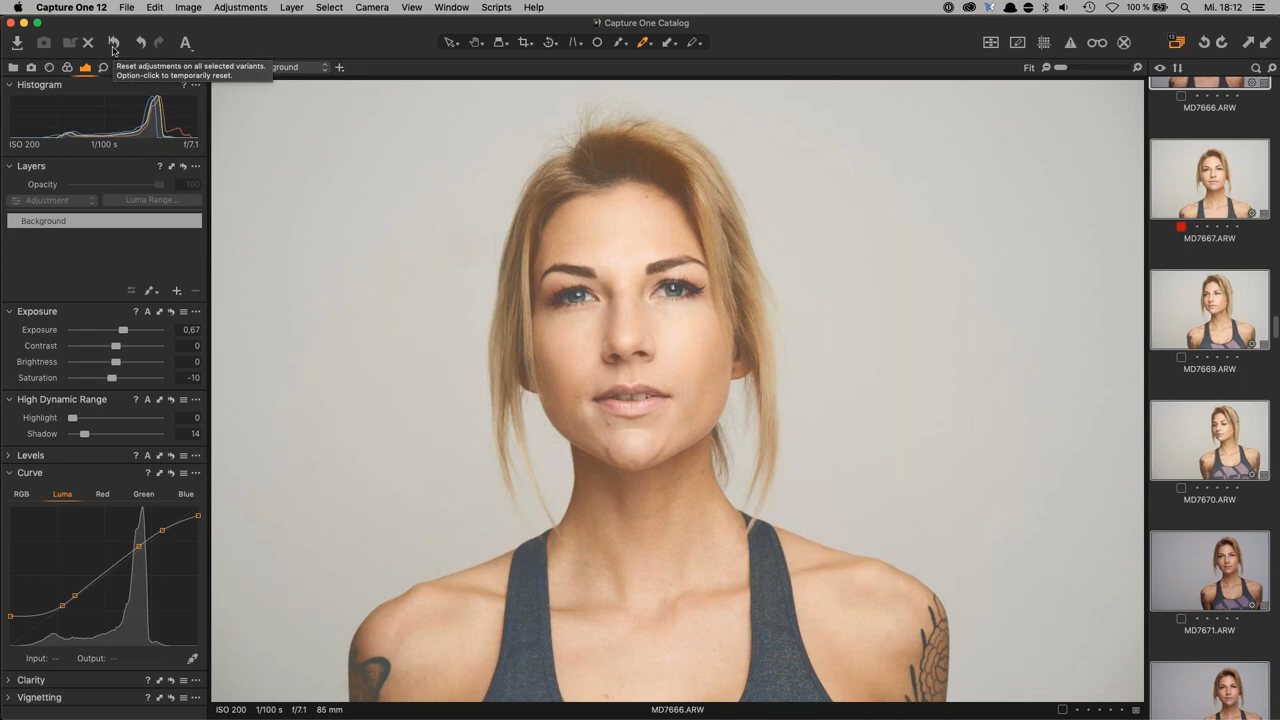 Capture One 12 File Edit Image Adjustments Layer Select Camera View Window Scripts Help 100 % Mi. 18:12
Capture One Catalog
A
Reset adjustments on all selected variants.
Option-click to temporarily reset.
ground
Fit
Histogram ?
ISO 200 1/100 s f/7.1
Layers ?
Opacity 100
Adjustment Luma Range...
Background
Exposure ? A
Exposure 0,67
Contrast 0
Brightness 0
Saturation -10
High Dynamic Range ? A
Highlight 0
Shadow 14
Levels ? A
Curve ?
RGB Luma Red Green Blue
Input: -- Output: --
Clarity ?
Vignetting ?
12
MD7666.ARW
MD7667.ARW
MD7669.ARW
MD7670.ARW
MD7671.ARW
ISO 200 1/100 s f/7.1 85 mm MD7666.ARW